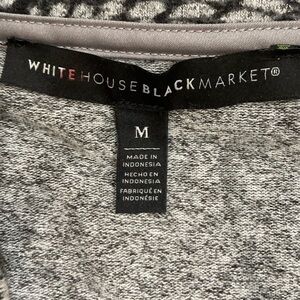 WHITE HOUSE BLACK MARKET®
M
MADE IN
INDONESIA
HECHO EN
INDONESIA
FABRIQUÉ EN
INDONÉSIE